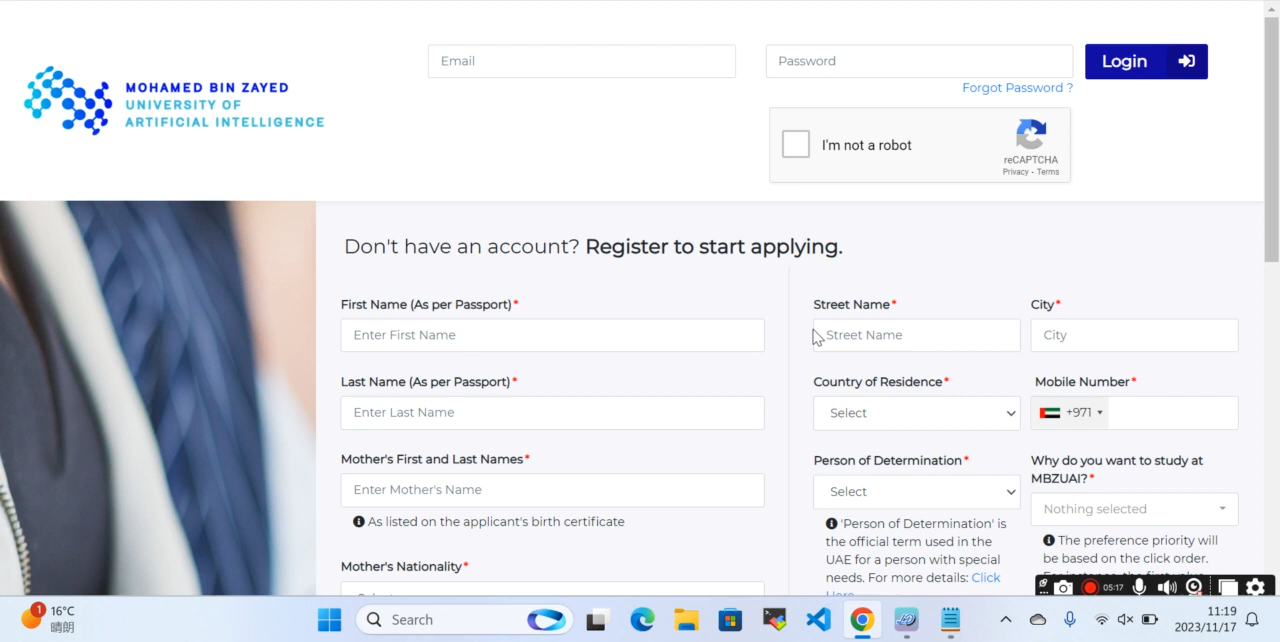 MOHAMED BIN ZAYED
UNIVERSITY OF
ARTIFICIAL INTELLIGENCE
Email
Password
Login
Forgot Password ?
I'm not a robot
reCAPTCHA
Privacy - Terms
Don't have an account? Register to start applying.
First Name (As per Passport)*
Enter First Name
Last Name (As per Passport)*
Enter Last Name
Mother's First and Last Names*
Enter Mother's Name
As listed on the applicant's birth certificate
Mother's Nationality*
Street Name*
Street Name
City*
City
Country of Residence*
Select
Mobile Number*
+971
Person of Determination*
Select
'Person of Determination' is
the official term used in the
UAE for a person with special
needs. For more details: Click
Here
Why do you want to study at
MBZUAI?*
Nothing selected
The preference priority will
be based on the click order.
05:17
1
16°C
晴朗
Search
11:19
2023/11/17